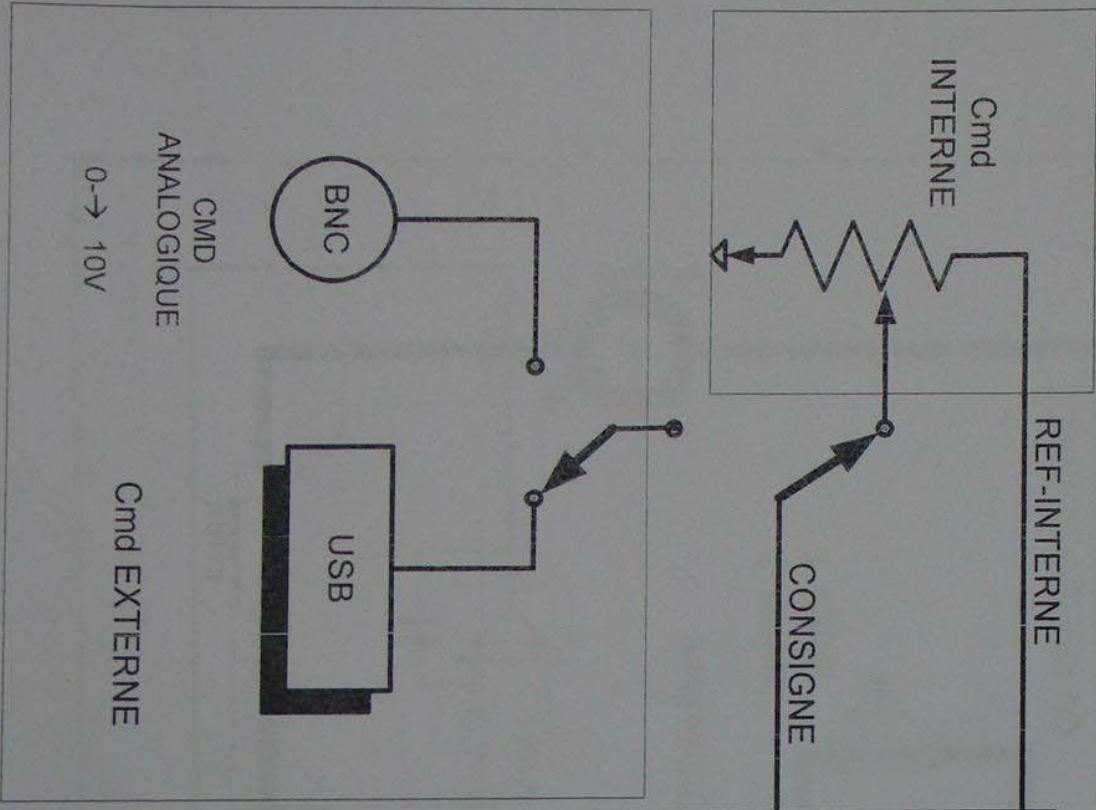 Cmd
INTERNE
REF-INTERNE
CONSIGNE
BNC
CMD
ANALOGIQUE
0-→ 10V
USB
Cmd EXTERNE